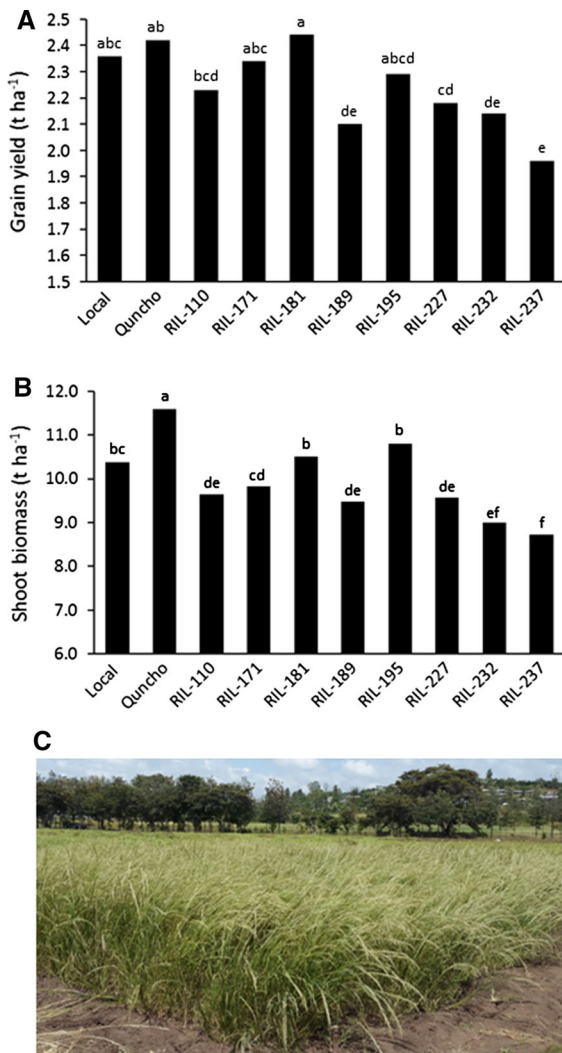 A
Grain yield (t ha⁻¹)
2.5
2.4
2.3
2.2
2.1
2.0
1.9
1.8
1.7
1.6
1.5
abc
ab
bcd
abc
a
de
abcd
cd
de
e
Local
Quncho
RIL-110
RIL-171
RIL-181
RIL-189
RIL-195
RIL-227
RIL-232
RIL-237
B
Shoot biomass (t ha⁻¹)
12.0
11.0
10.0
9.0
8.0
7.0
6.0
bc
a
de
cd
b
de
b
de
ef
f
Local
Quncho
RIL-110
RIL-171
RIL-181
RIL-189
RIL-195
RIL-227
RIL-232
RIL-237
C